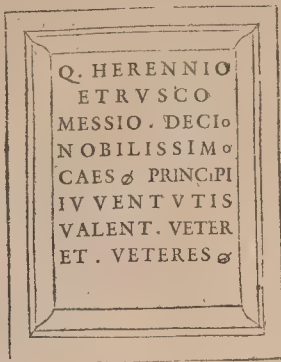 Q. HERENNIO
ETRVSCO
MESSIO. DECIo
NOBILISSIMo
CAES ∅ PRINCIPI
IVVENTVTIS
VALENT. VETER
ET. VETERES ∅